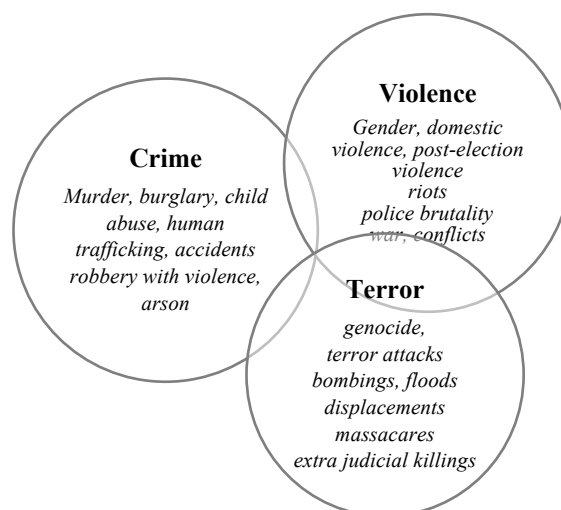 Violence
Gender, domestic
violence, post-election
violence
riots
police brutality
war, conflicts
Crime
Murder, burglary, child
abuse, human
trafficking, accidents
robbery with violence,
arson
Terror
genocide,
terror attacks
bombings, floods
displacements
massacares
extra judicial killings